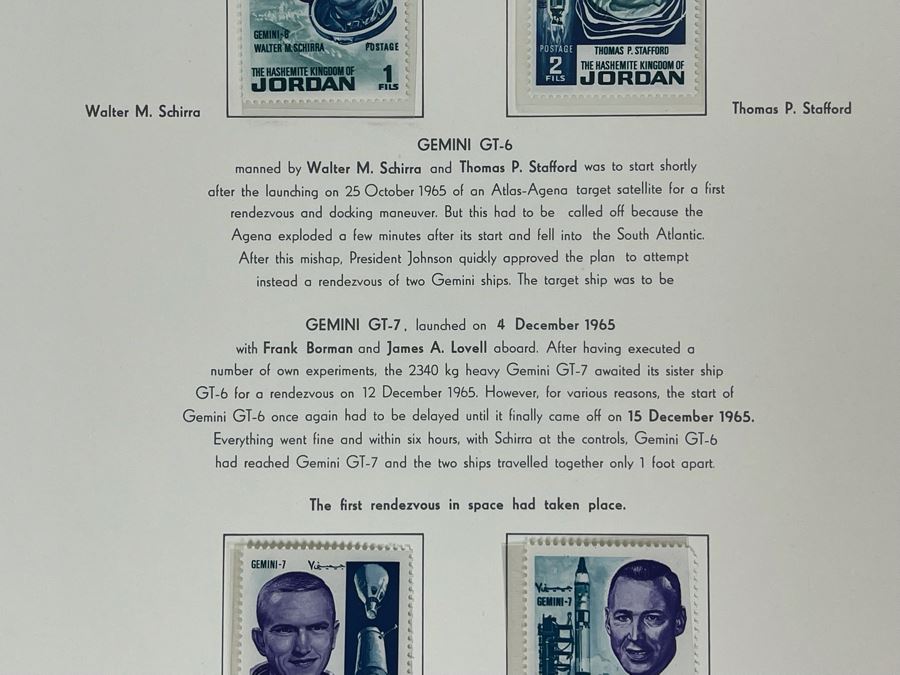 GEMINI-6
WALTER M. SCHIRRA
POSTAGE
THE HASHEMITE KINGDOM OF
JORDAN
1
FILS
POSTAGE
2
FILS
THOMAS P. STAFFORD
THE HASHEMITE KINGDOM OF
JORDAN
Walter M. Schirra
Thomas P. Stafford
GEMINI GT-6
manned by Walter M. Schirra and Thomas P. Stafford was to start shortly
after the launching on 25 October 1965 of an Atlas-Agena target satellite for a first
rendezvous and docking maneuver. But this had to be called off because the
Agena exploded a few minutes after its start and fell into the South Atlantic.
After this mishap, President Johnson quickly approved the plan to attempt
instead a rendezvous of two Gemini ships. The target ship was to be
GEMINI GT-7, launched on 4 December 1965
with Frank Borman and James A. Lovell aboard. After having executed a
number of own experiments, the 2340 kg heavy Gemini GT-7 awaited its sister ship
GT-6 for a rendezvous on 12 December 1965. However, for various reasons, the start of
Gemini GT-6 once again had to be delayed until it finally came off on 15 December 1965.
Everything went fine and within six hours, with Schirra at the controls, Gemini GT-6
had reached Gemini GT-7 and the two ships travelled together only 1 foot apart.
The first rendezvous in space had taken place.
GEMINI-7
GEMINI-7